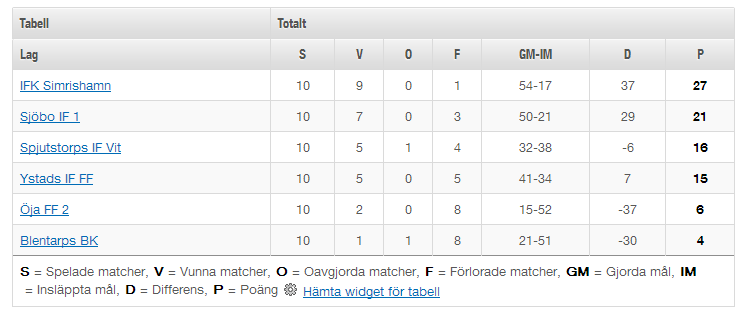 Tabell Totalt
Lag S V O F GM-IM D P
IFK Simrishamn 10 9 0 1 54-17 37 27
Sjöbo IF 1 10 7 0 3 50-21 29 21
Spjutstorps IF Vit 10 5 1 4 32-38 -6 16
Ystads IF FF 10 5 0 5 41-34 7 15
Öja FF 2 10 2 0 8 15-52 -37 6
Blentarps BK 10 1 1 8 21-51 -30 4
S = Spelade matcher, V = Vunna matcher, O = Oavgjorda matcher, F = Förlorade matcher, GM = Gjorda mål, IM
= Insläppta mål, D = Differens, P = Poäng Hämta widget för tabell